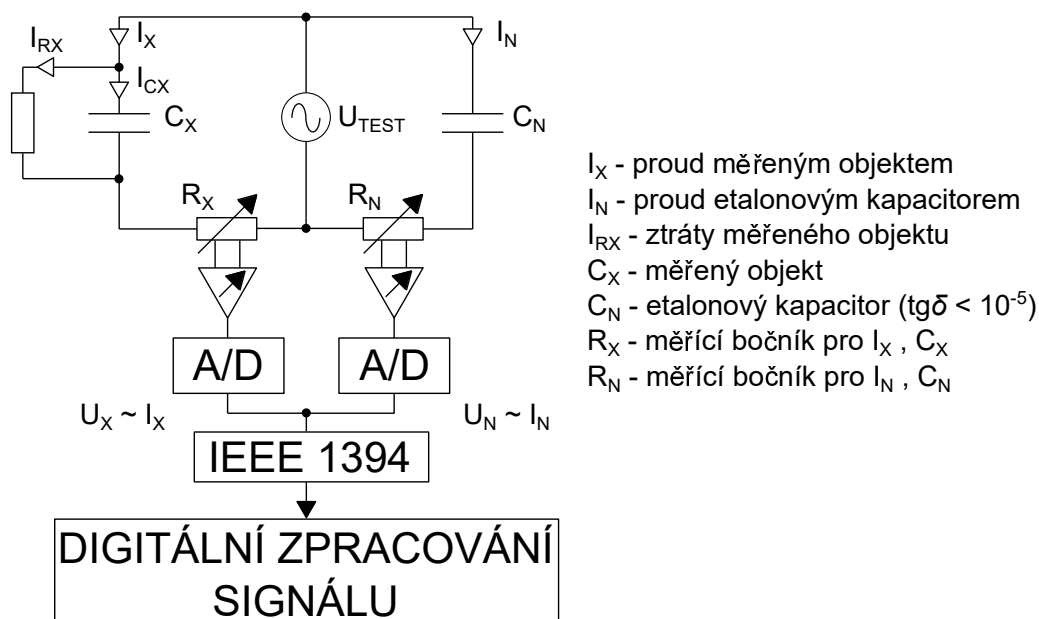 I_RX
I_X
I_N
I_CX
C_X
U_TEST
C_N
R_X
R_N
A/D
A/D
U_X ~ I_X
U_N ~ I_N
IEEE 1394
DIGITÁLNÍ ZPRACOVÁNÍ
SIGNÁLU
I_X - proud měřeným objektem
I_N - proud etalonovým kapacitorem
I_RX - ztráty měřeného objektu
C_X - měřený objekt
C_N - etalonový kapacitor (tgδ < 10^-5)
R_X - měřící bočník pro I_X , C_X
R_N - měřící bočník pro I_N , C_N